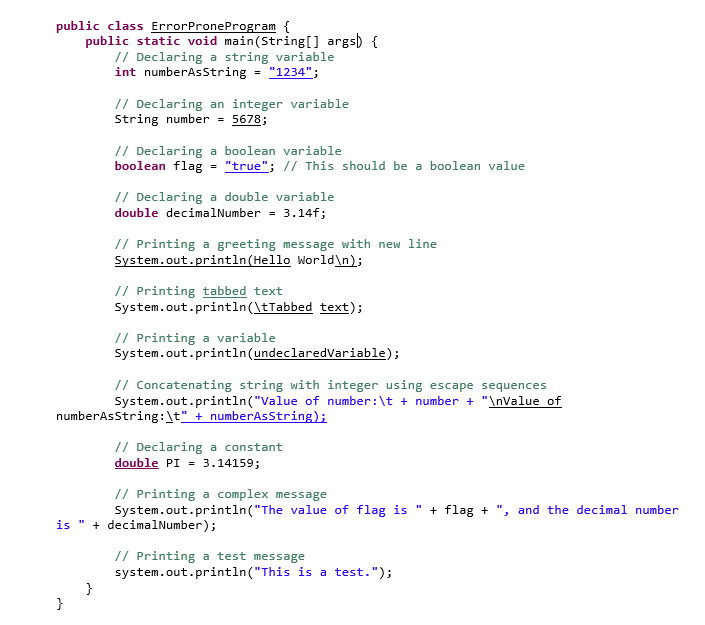 public class ErrorProneProgram {
    public static void main(String[] args) {
        // Declaring a string variable
        int numberAsString = "1234";

        // Declaring an integer variable
        String number = 5678;

        // Declaring a boolean variable
        boolean flag = "true"; // This should be a boolean value

        // Declaring a double variable
        double decimalNumber = 3.14f;

        // Printing a greeting message with new line
        System.out.println(Hello World\n);

        // Printing tabbed text
        System.out.println(\tTabbed text);

        // Printing a variable
        System.out.println(undeclaredVariable);

        // Concatenating string with integer using escape sequences
        System.out.println("Value of number:\t + number + "\nValue of
numberAsString:\t" + numberAsString);

        // Declaring a constant
        double PI = 3.14159;

        // Printing a complex message
        System.out.println("The value of flag is " + flag + ", and the decimal number
is " + decimalNumber);

        // Printing a test message
        system.out.println("This is a test.");
    }
}